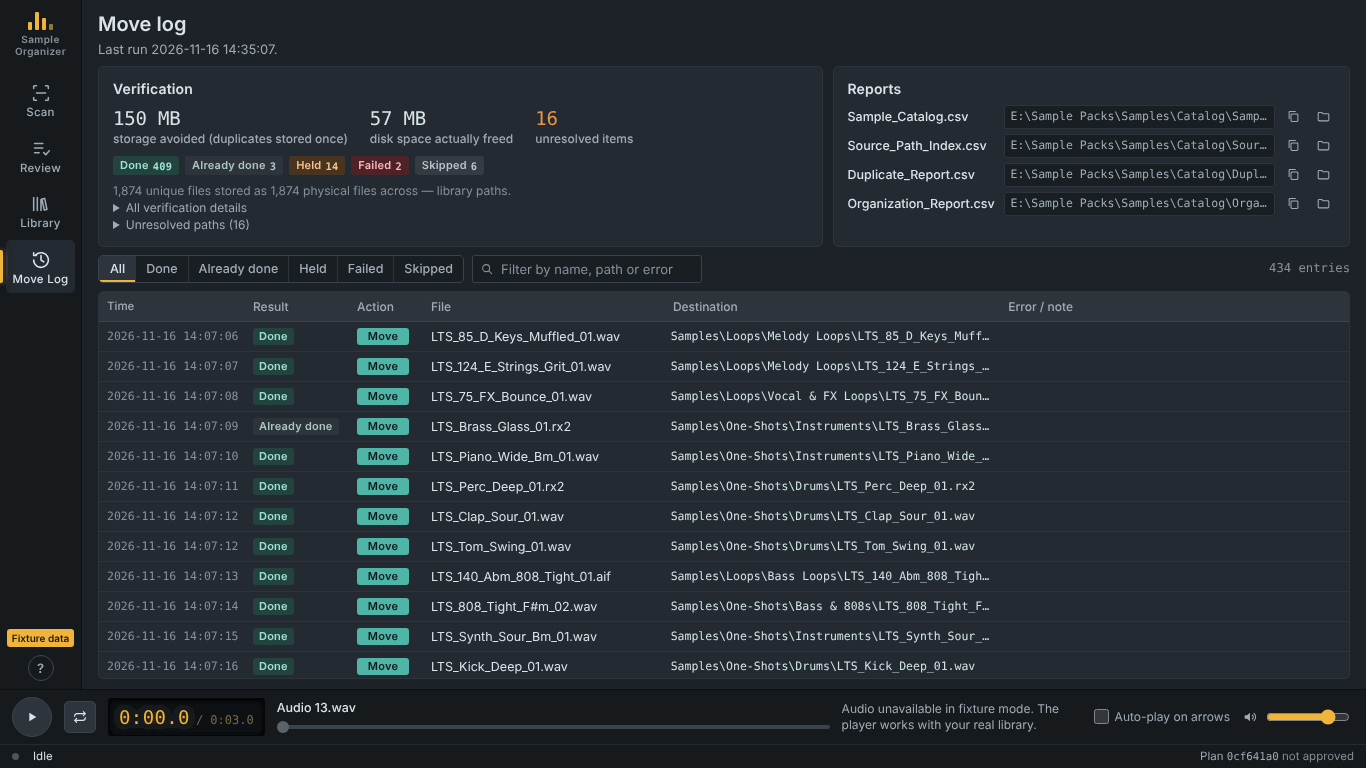 Sample
Organizer
Scan
Review
Library
Move Log
Fixture data
?
Move log
Last run 2026-11-16 14:35:07.
Verification
150 MB
storage avoided (duplicates stored once)
57 MB
disk space actually freed
16
unresolved items
Done 409 Already done 3 Held 14 Failed 2 Skipped 6
1,874 unique files stored as 1,874 physical files across — library paths.
All verification details
Unresolved paths (16)
Reports
Sample_Catalog.csv E:\Sample Packs\Samples\Catalog\Samp…
Source_Path_Index.csv E:\Sample Packs\Samples\Catalog\Sour…
Duplicate_Report.csv E:\Sample Packs\Samples\Catalog\Dupl…
Organization_Report.csv E:\Sample Packs\Samples\Catalog\Orga…
All Done Already done Held Failed Skipped Filter by name, path or error 434 entries
Time Result Action File Destination Error / note
2026-11-16 14:07:06 Done Move LTS_85_D_Keys_Muffled_01.wav Samples\Loops\Melody Loops\LTS_85_D_Keys_Muff…
2026-11-16 14:07:07 Done Move LTS_124_E_Strings_Grit_01.wav Samples\Loops\Melody Loops\LTS_124_E_Strings_…
2026-11-16 14:07:08 Done Move LTS_75_FX_Bounce_01.wav Samples\Loops\Vocal & FX Loops\LTS_75_FX_Boun…
2026-11-16 14:07:09 Already done Move LTS_Brass_Glass_01.rx2 Samples\One-Shots\Instruments\LTS_Brass_Glass…
2026-11-16 14:07:10 Done Move LTS_Piano_Wide_Bm_01.wav Samples\One-Shots\Instruments\LTS_Piano_Wide_…
2026-11-16 14:07:11 Done Move LTS_Perc_Deep_01.rx2 Samples\One-Shots\Drums\LTS_Perc_Deep_01.rx2
2026-11-16 14:07:12 Done Move LTS_Clap_Sour_01.wav Samples\One-Shots\Drums\LTS_Clap_Sour_01.wav
2026-11-16 14:07:12 Done Move LTS_Tom_Swing_01.wav Samples\One-Shots\Drums\LTS_Tom_Swing_01.wav
2026-11-16 14:07:13 Done Move LTS_140_Abm_808_Tight_01.aif Samples\Loops\Bass Loops\LTS_140_Abm_808_Tigh…
2026-11-16 14:07:14 Done Move LTS_808_Tight_F#m_02.wav Samples\One-Shots\Bass & 808s\LTS_808_Tight_F…
2026-11-16 14:07:15 Done Move LTS_Synth_Sour_Bm_01.wav Samples\One-Shots\Instruments\LTS_Synth_Sour_…
2026-11-16 14:07:16 Done Move LTS_Kick_Deep_01.wav Samples\One-Shots\Drums\LTS_Kick_Deep_01.wav
0:00.0 / 0:03.0
Audio 13.wav
Audio unavailable in fixture mode. The
player works with your real library.
Auto-play on arrows
Idle
Plan 0cf641a0 not approved